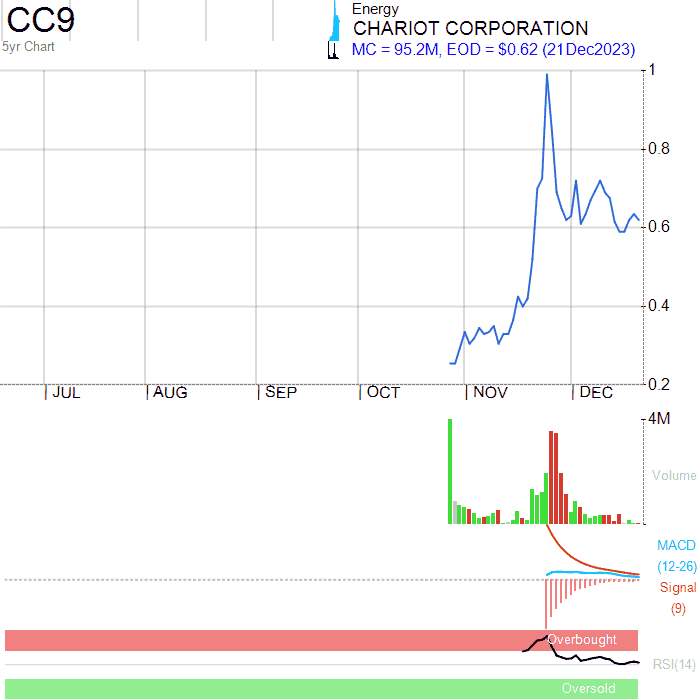 CC9
5yr Chart
Energy
CHARIOT CORPORATION
MC = 95.2M, EOD = $0.62 (21Dec2023)
1
0.8
0.6
0.4
0.2
JUL AUG SEP OCT NOV DEC
4M
Volume
MACD
(12-26)
Signal
(9)
Overbought
RSI(14)
Oversold